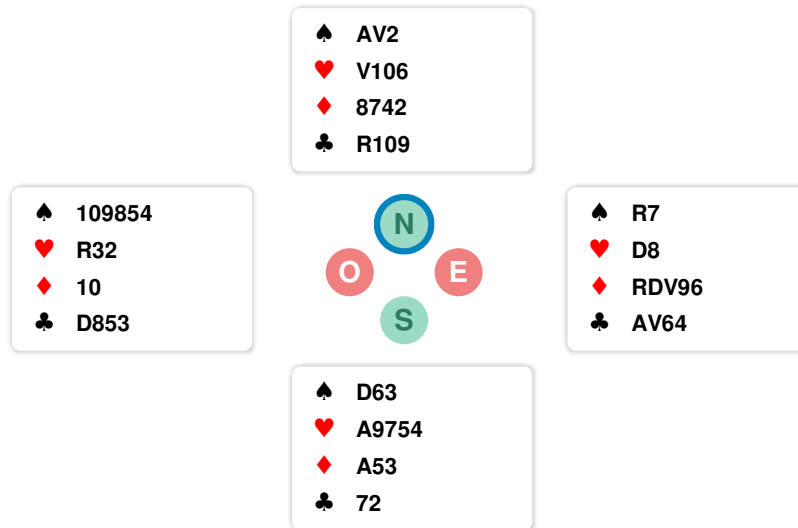 ♠ AV2
♥ V106
♦ 8742
♣ R109
♠ 109854
♥ R32
♦ 10
♣ D853
N
O E
S
♠ R7
♥ D8
♦ RDV96
♣ AV64
♠ D63
♥ A9754
♦ A53
♣ 72